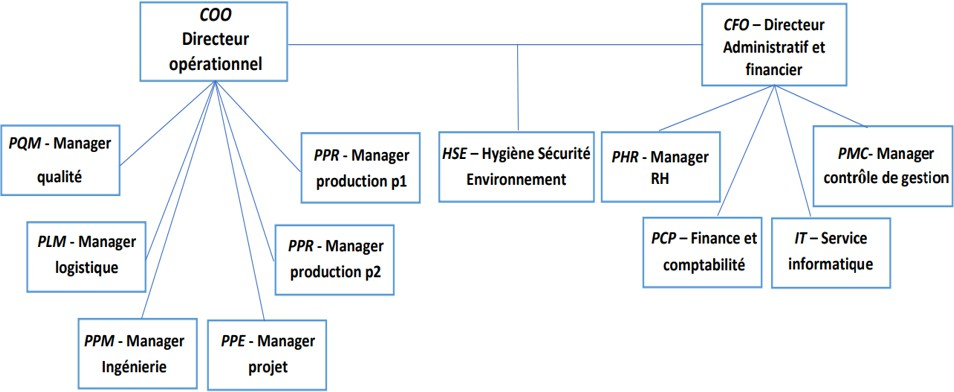 COO
Directeur
opérationnel
CFO – Directeur
Administratif et
financier
PQM - Manager
qualité
PPR - Manager
production p1
HSE – Hygiène Sécurité
Environnement
PHR - Manager
RH
PMC- Manager
contrôle de gestion
PLM - Manager
logistique
PPR - Manager
production p2
PCP – Finance et
comptabilité
IT – Service
informatique
PPM - Manager
Ingénierie
PPE - Manager
projet